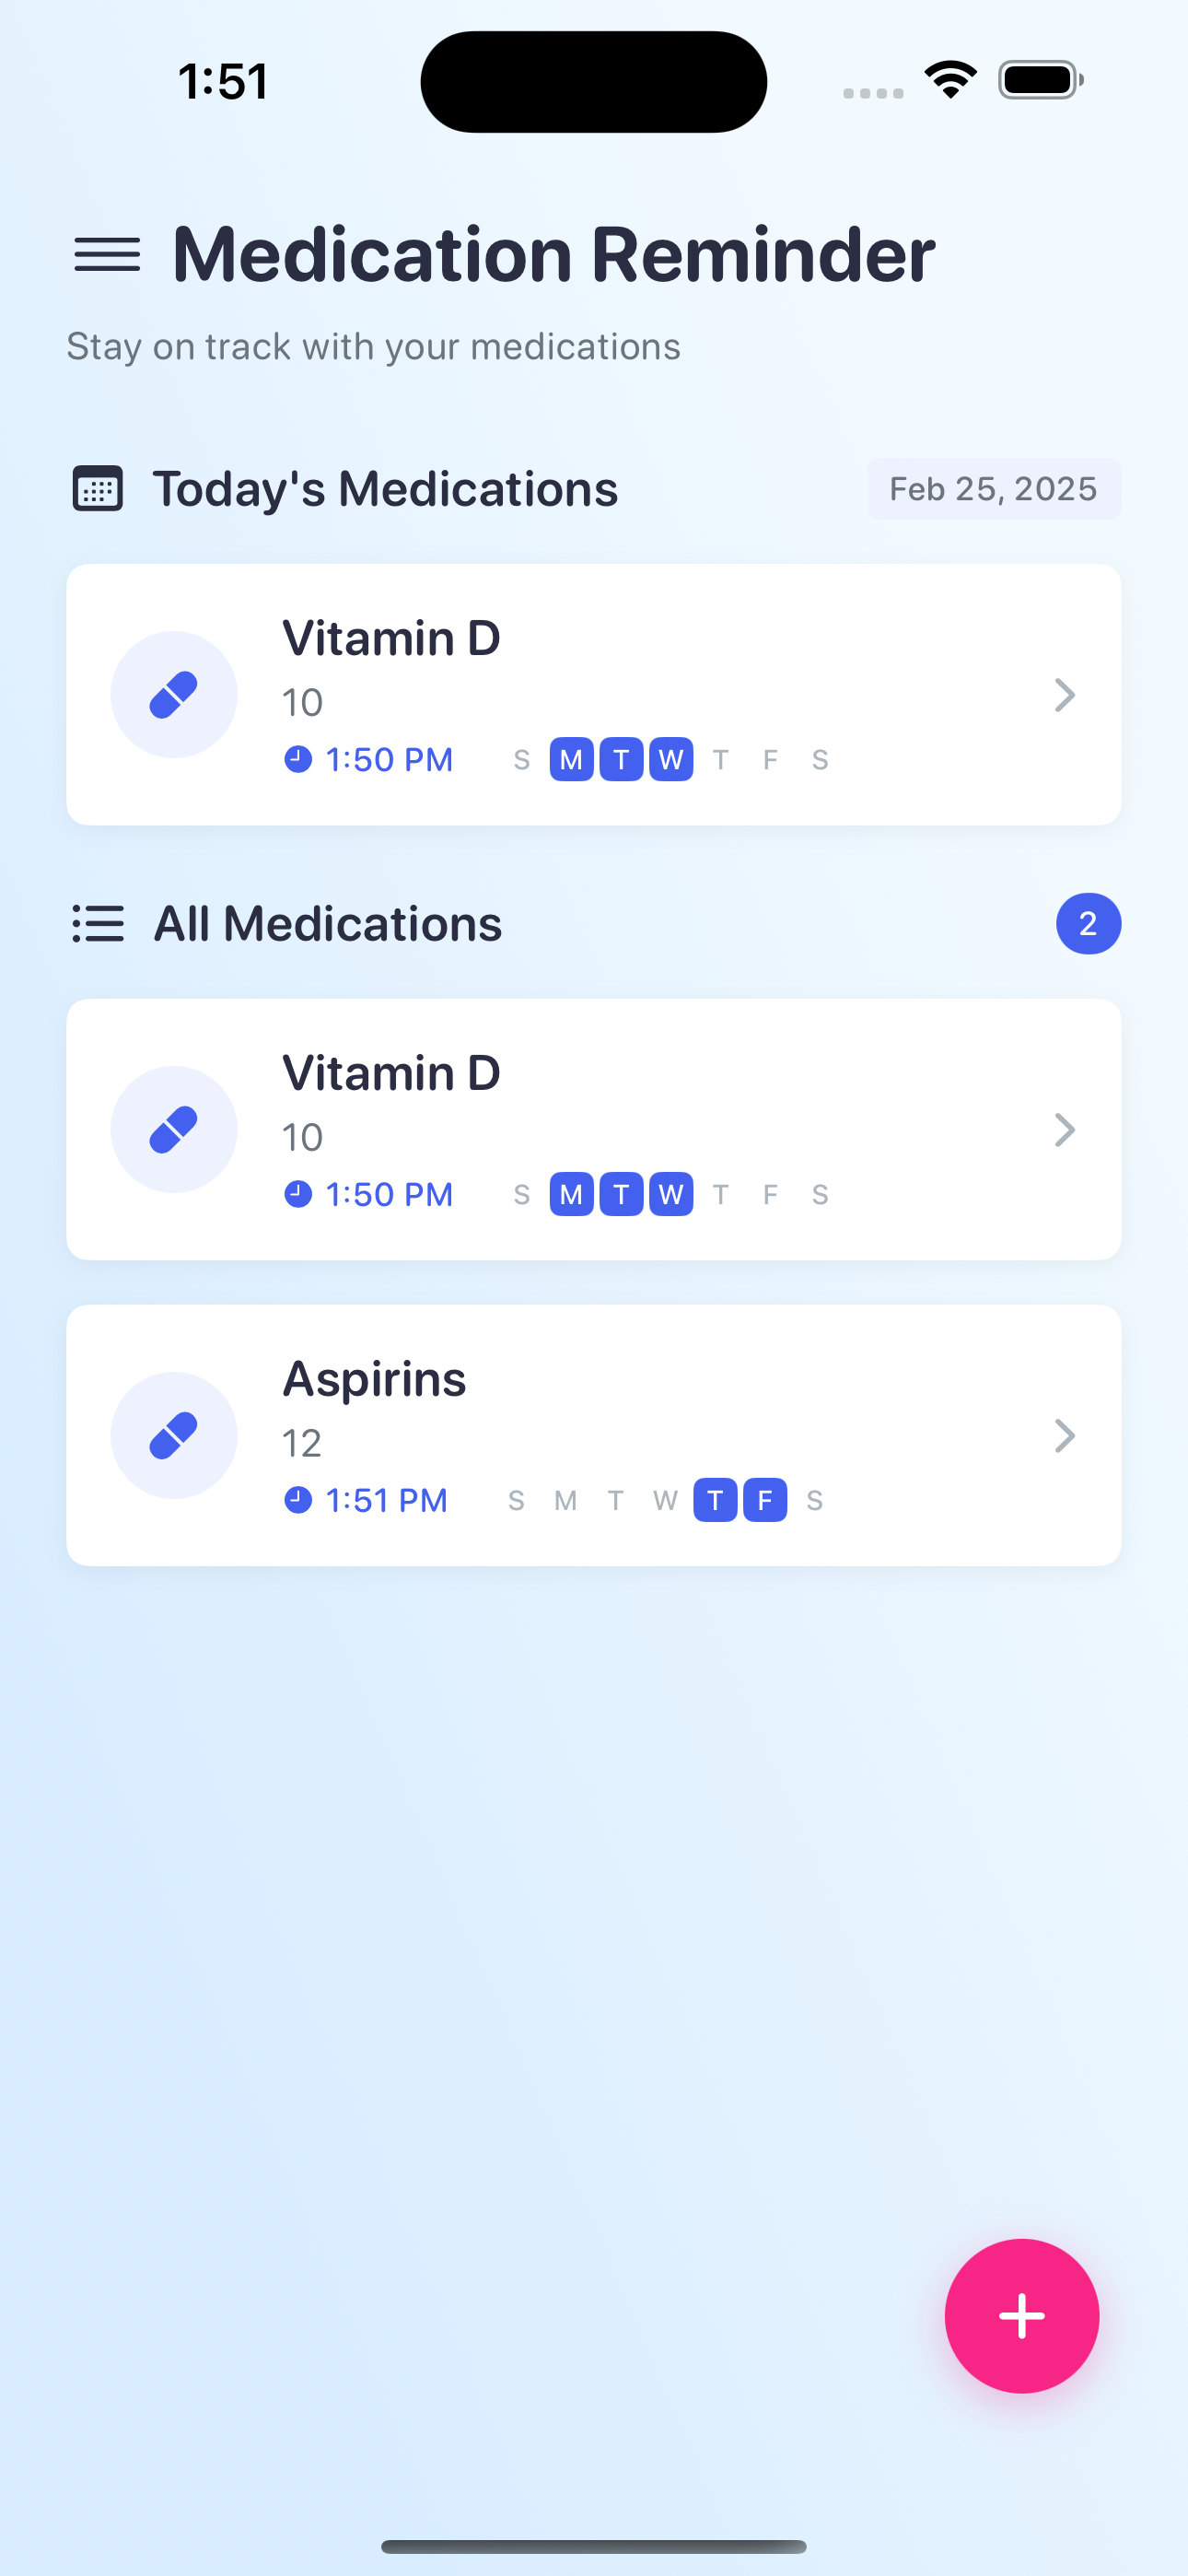 1:51
Medication Reminder
Stay on track with your medications
Today's Medications
Feb 25, 2025
Vitamin D
10
1:50 PM S M T W T F S
All Medications
2
Vitamin D
10
1:50 PM S M T W T F S
Aspirins
12
1:51 PM S M T W T F S